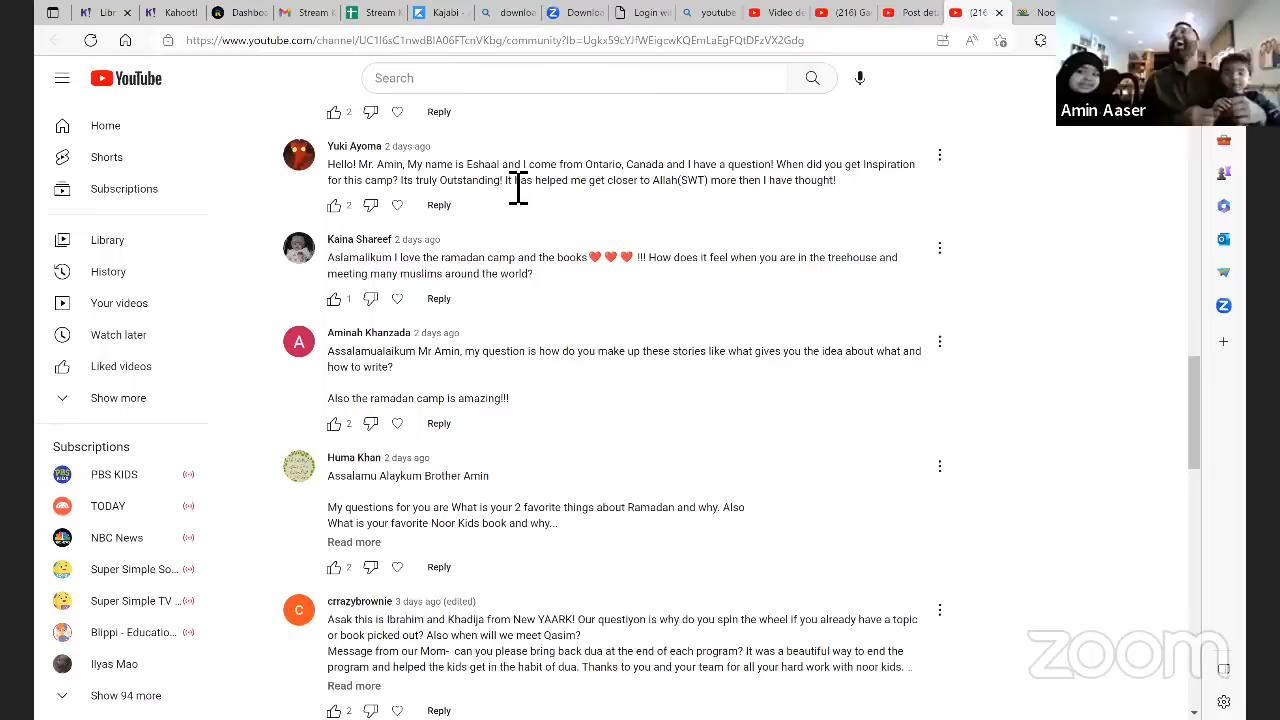 Libr
Kahoot!
Dashbo
Stream K
Stream K
Kajabi -
downloa
Downloa
Login wi
youtube
Video de
(216) Ga
Post det
(216)
Noo
https://www.youtube.com/channel/UC1I6sC1nwdBIA06FTcnVKbg/community?lb=Ugkx59cYJfWEigcwKQEmLaEgFQtDFzVX2Gdg
YouTube
Search
Amin Aaser
2 Reply
Home
Shorts
Subscriptions
Library
History
Your videos
Watch later
Liked videos
Show more
Subscriptions
PBS KIDS
TODAY
NBC News
Super Simple So...
Super Simple TV ...
Blippi - Educatio...
Ilyas Mao
Show 94 more
Yuki Ayoma 2 days ago
Hello! Mr. Amin, My name is Eshaal and I come from Ontario, Canada and I have a question! When did you get Inspiration
for this camp? Its truly Outstanding! It has helped me get closer to Allah(SWT) more then I have thought!
2 Reply
Kaina Shareef 2 days ago
Aslamalikum I love the ramadan camp and the books❤️❤️❤️ !!! How does it feel when you are in the treehouse and
meeting many muslims around the world?
1 Reply
Aminah Khanzada 2 days ago
A
Assalamualaikum Mr Amin, my question is how do you make up these stories like what gives you the idea about what and
how to write?
Also the ramadan camp is amazing!!!
2 Reply
Huma Khan 2 days ago
Assalamu Alaykum Brother Amin
My questions for you are What is your 2 favorite things about Ramadan and why. Also
What is your favorite Noor Kids book and why...
Read more
2 Reply
crrazybrownie 3 days ago (edited)
c
Asak this is Ibrahim and Khadija from New YAARK! Our questiyon is why do you spin the wheel if you already have a topic
or book picked out? Also when will we meet Qasim?
Message from our Mom- can you please bring back dua at the end of each program? It was a beautiful way to end the
program and helped the kids get in the habit of dua. Thanks to you and your team for all your hard work with noor kids. ..
Read more
2 Reply
zoom